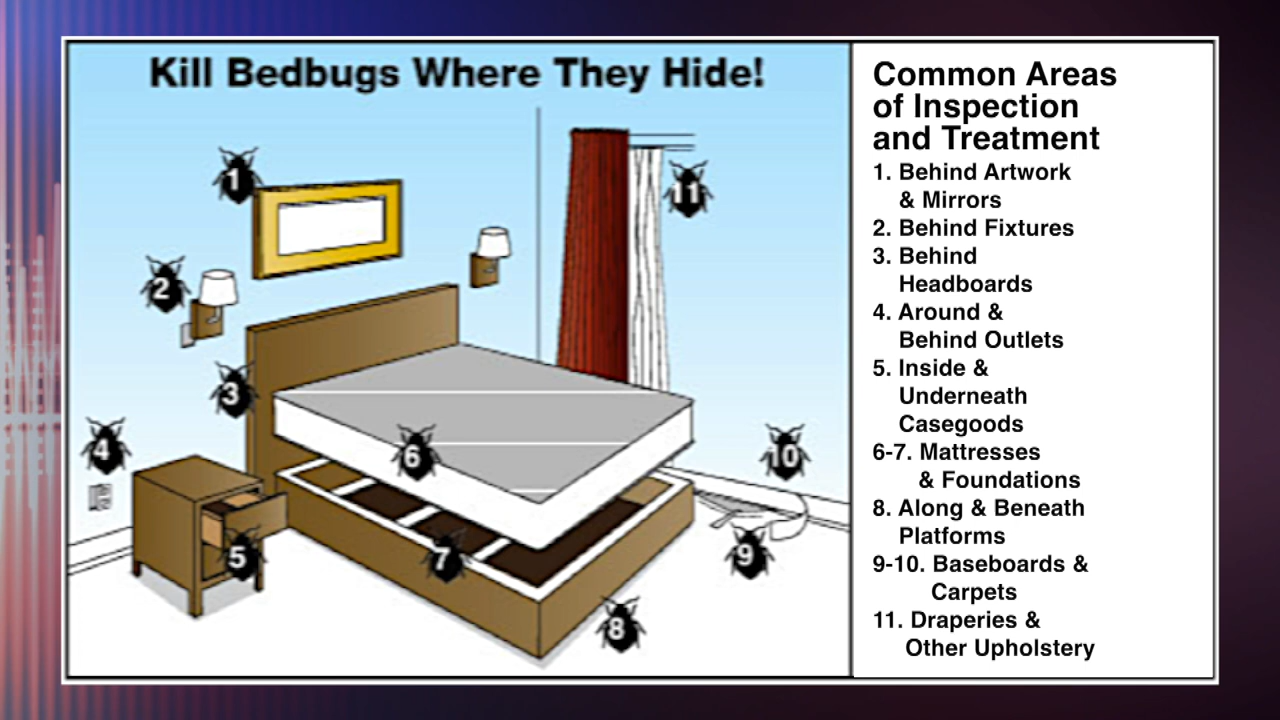 Kill Bedbugs Where They Hide!
1
11
2
3
4
6
10
5
7
9
8
Common Areas
of Inspection
and Treatment
1. Behind Artwork
& Mirrors
2. Behind Fixtures
3. Behind
Headboards
4. Around &
Behind Outlets
5. Inside &
Underneath
Casegoods
6-7. Mattresses
& Foundations
8. Along & Beneath
Platforms
9-10. Baseboards &
Carpets
11. Draperies &
Other Upholstery